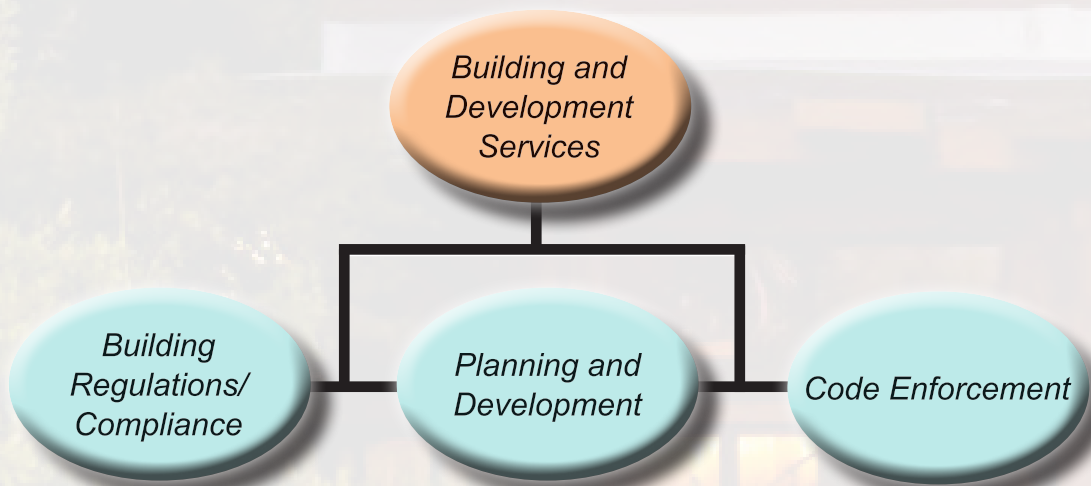 Building and
Development
Services
Building
Regulations/
Compliance
Planning and
Development
Code Enforcement